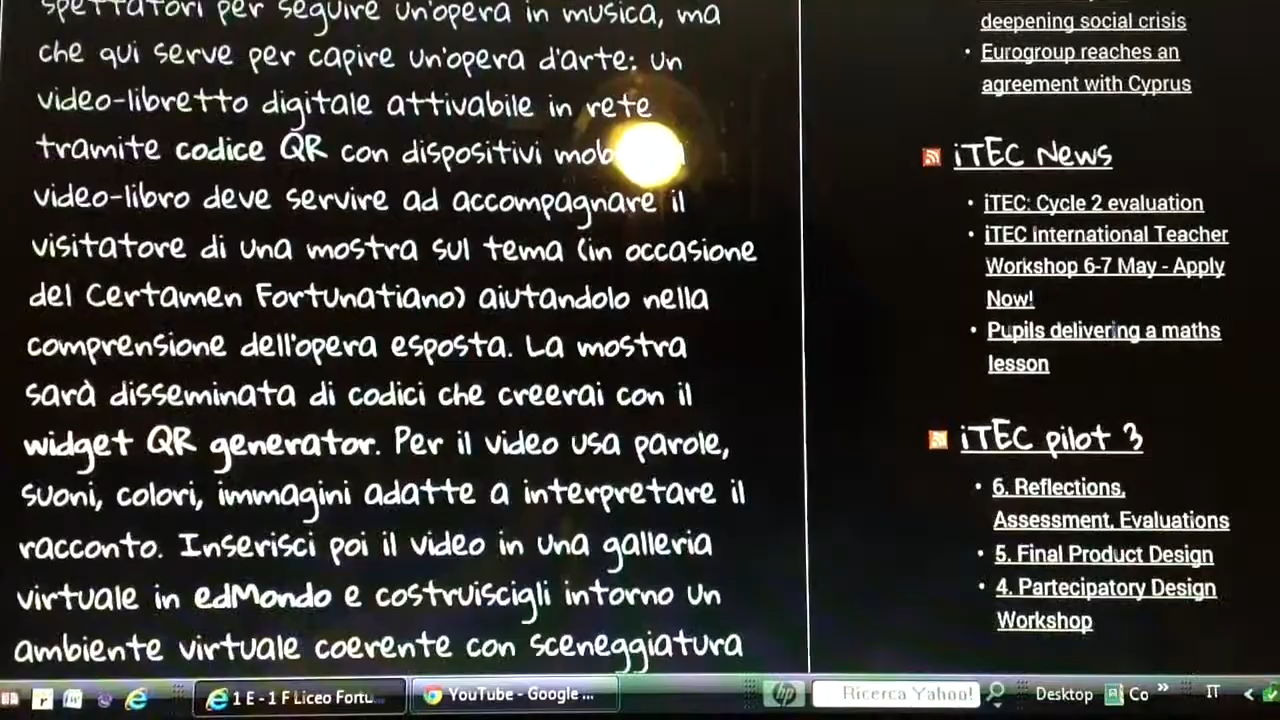 spettatori per seguire un'opera in musica, ma
che qui serve per capire un'opera d'arte: un
video-libretto digitale attivabile in rete
tramite codice QR con dispositivi
video-libro deve servire ad accompagnare il
visitatore di una mostra sul tema (in occasione
del Certamen Fortunatiano) aiutandolo nella
comprensione dell'opera esposta. La mostra
sarà disseminata di codici che creerai con il
widget QR generator. Per il video usa parole,
suoni, colori, immagini adatte a interpretare il
racconto. Inserisci poi il video in una galleria
virtuale in edMondo e costruiscigli intorno un
ambiente virtuale coerente con sceneggiatura
deepening social crisis
• Eurogroup reaches an
agreement with Cyprus
iTEC News
• iTEC: Cycle 2 evaluation
• iTEC International Teacher
Workshop 6-7 May - Apply
Now!
• Pupils delivering a maths
lesson
iTEC pilot 3
• 6. Reflections,
Assessment, Evaluations
• 5. Final Product Design
• 4. Partecipatory Design
Workshop
1 E - 1 F Liceo Fortu...
YouTube - Google ...
hp
Ricerca Yahoo!
Desktop
Co
»
IT